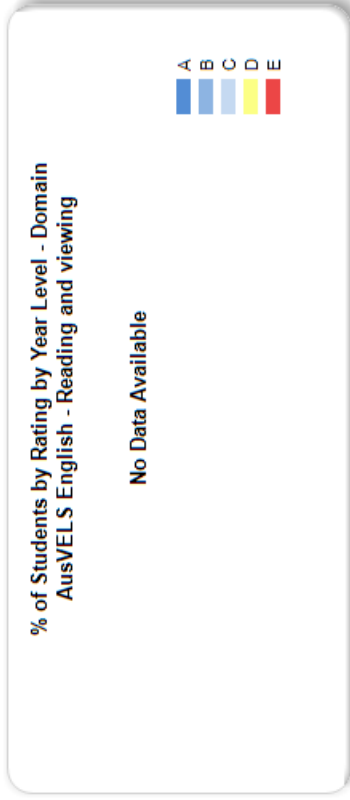 % of Students by Rating by Year Level - Domain
AusVELS English - Reading and viewing
No Data Available
A
B
C
D
E